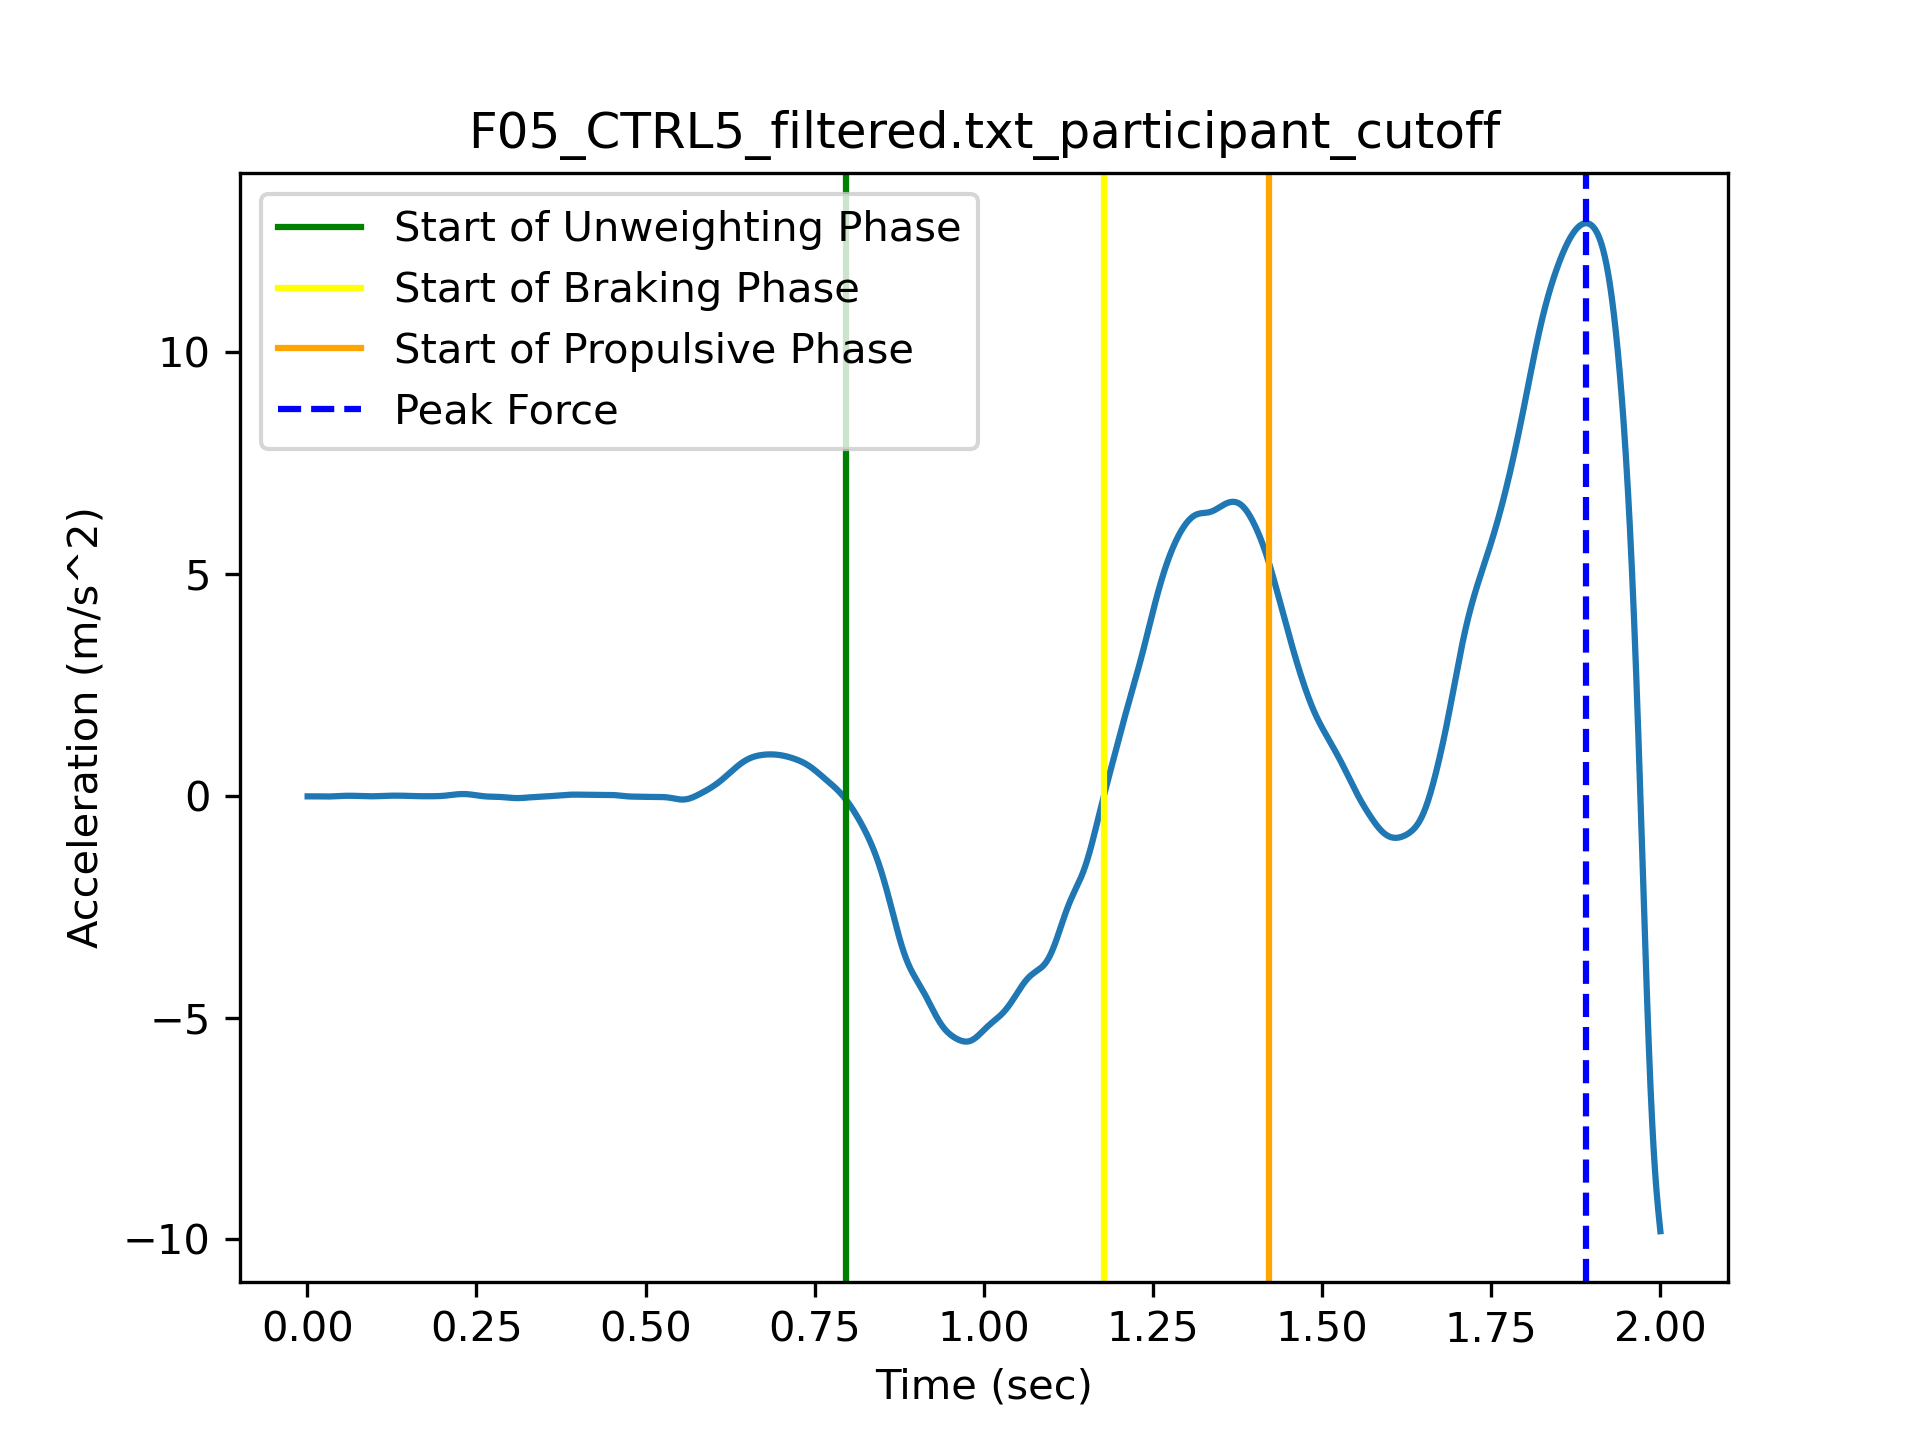 F05_CTRL5_filtered.txt_participant_cutoff
Start of Unweighting Phase
Start of Braking Phase
Start of Propulsive Phase
Peak Force
Acceleration (m/s^2)
10
5
0
−5
−10
0.00 0.25 0.50 0.75 1.00 1.25 1.50 1.75 2.00
Time (sec)